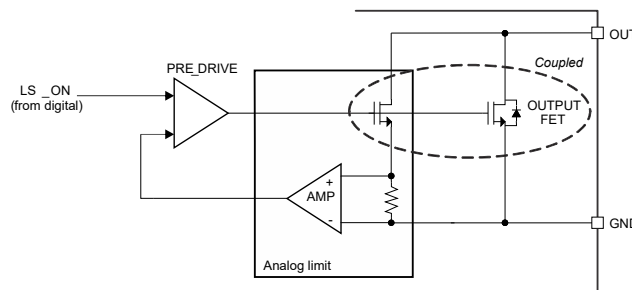 OUT
Coupled
PRE_DRIVE
LS _ON
(from digital)
OUTPUT
FET
+
AMP
-
GND
Analog limit